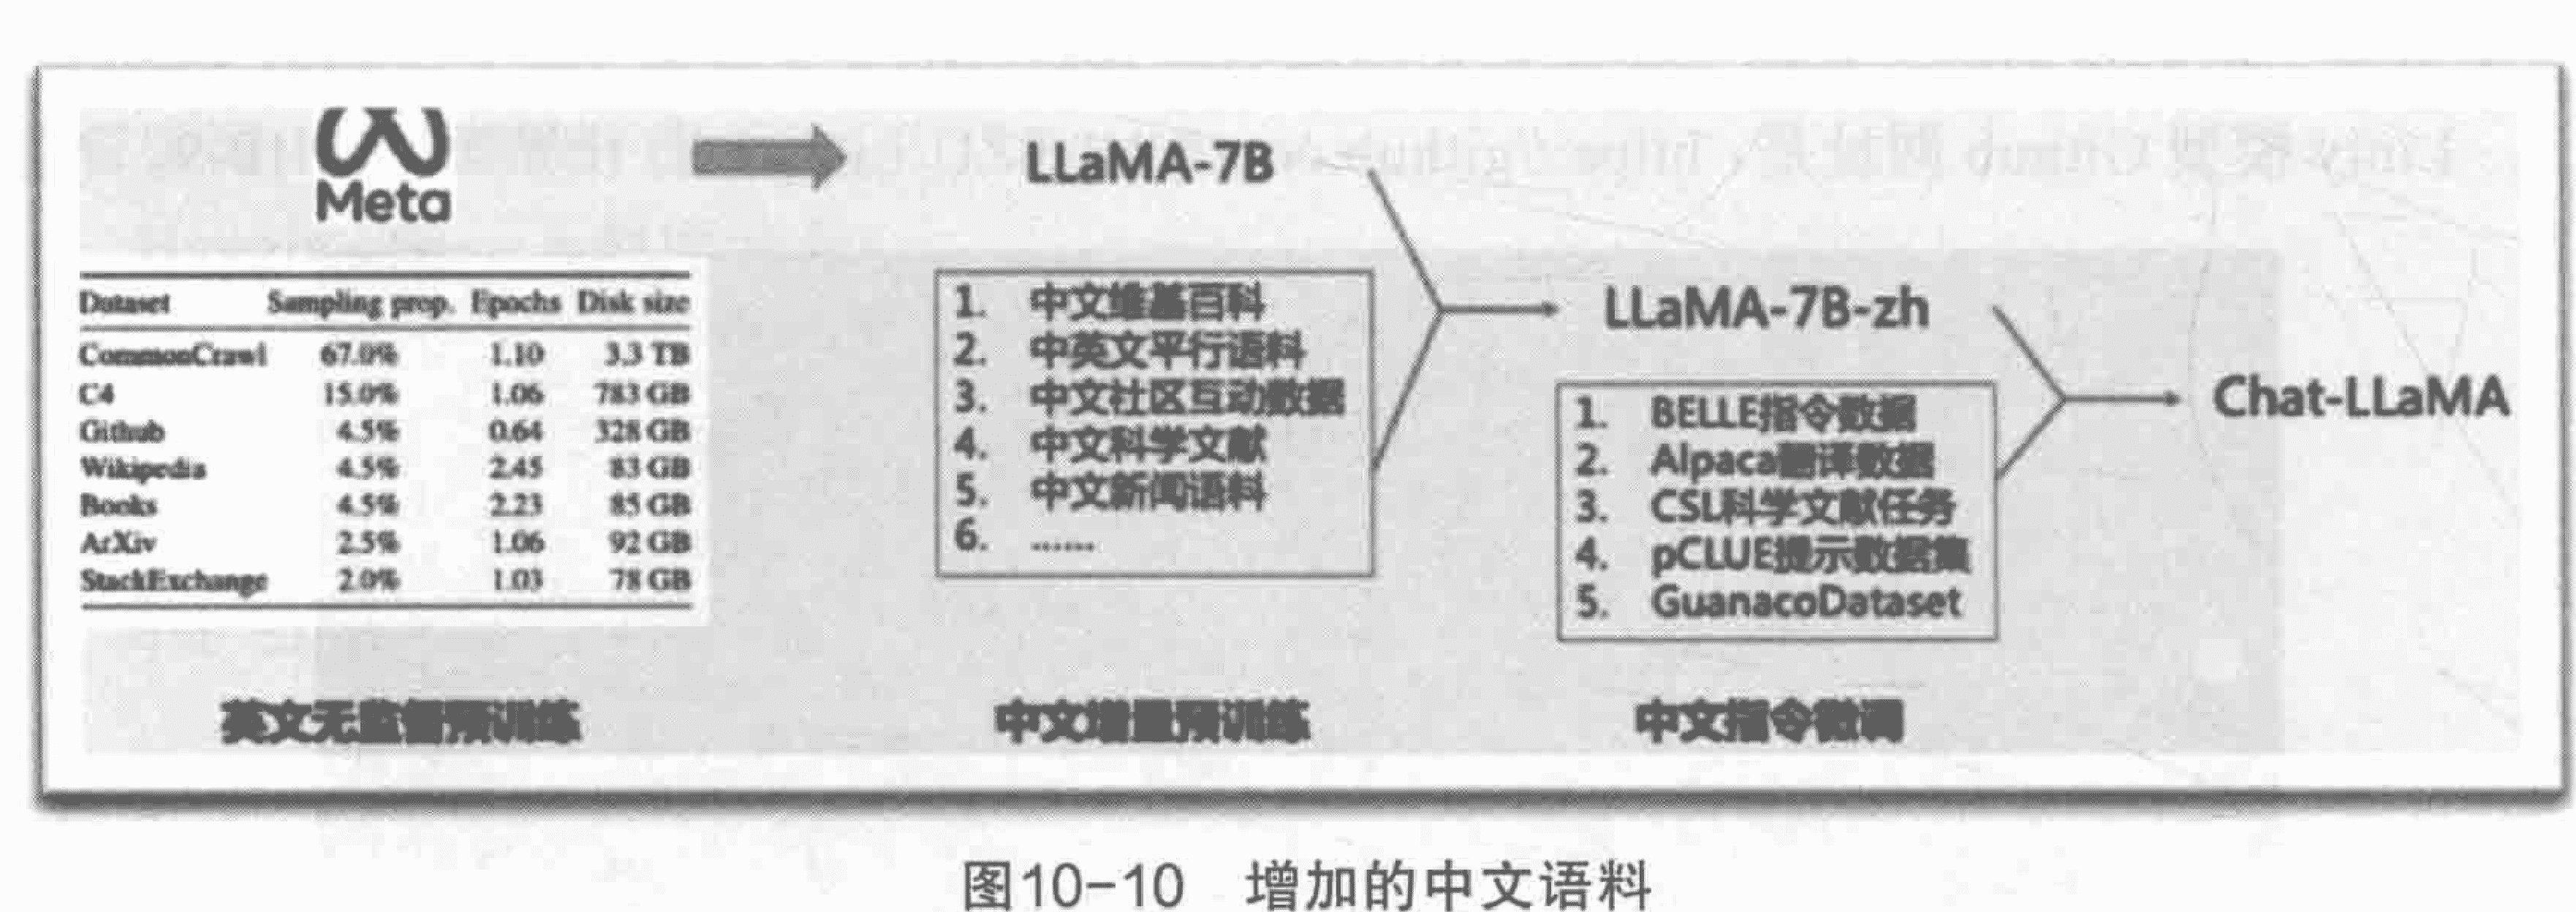 Meta
LLaMA-7B
Dataset Sampling prop. Epochs Disk size
CommonCrawl 67.0% 1.10 3.3 TB
C4 15.0% 1.06 783 GB
Github 4.5% 0.64 328 GB
Wikipedia 4.5% 2.45 83 GB
Books 4.5% 2.23 85 GB
ArXiv 2.5% 1.06 92 GB
StackExchange 2.0% 1.03 78 GB
英文无监督预训练
1. 中文维基百科
2. 中英文平行语料
3. 中文社区互动数据
4. 中文科学文献
5. 中文新闻语料
6. ......
中文增量预训练
LLaMA-7B-zh
1. BELLE指令数据
2. Alpaca翻译数据
3. CSL科学文献任务
4. pCLUE提示数据集
5. GuanacoDataset
中文指令微调
Chat-LLaMA
图10-10 增加的中文语料